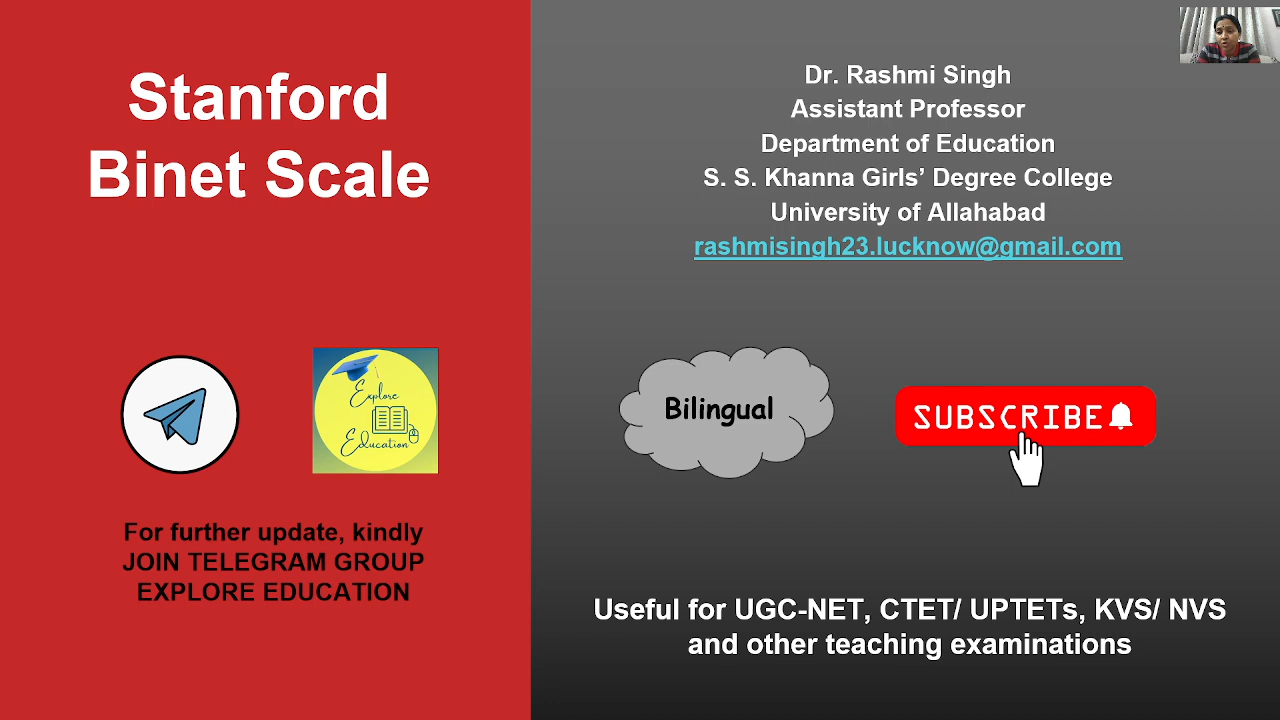 Stanford
Binet Scale
Dr. Rashmi Singh
Assistant Professor
Department of Education
S. S. Khanna Girls’ Degree College
University of Allahabad
rashmisingh23.lucknow@gmail.com
Explore
Education
Bilingual
SUBSCRIBE
For further update, kindly
JOIN TELEGRAM GROUP
EXPLORE EDUCATION
Useful for UGC-NET, CTET/ UPTETs, KVS/ NVS
and other teaching examinations